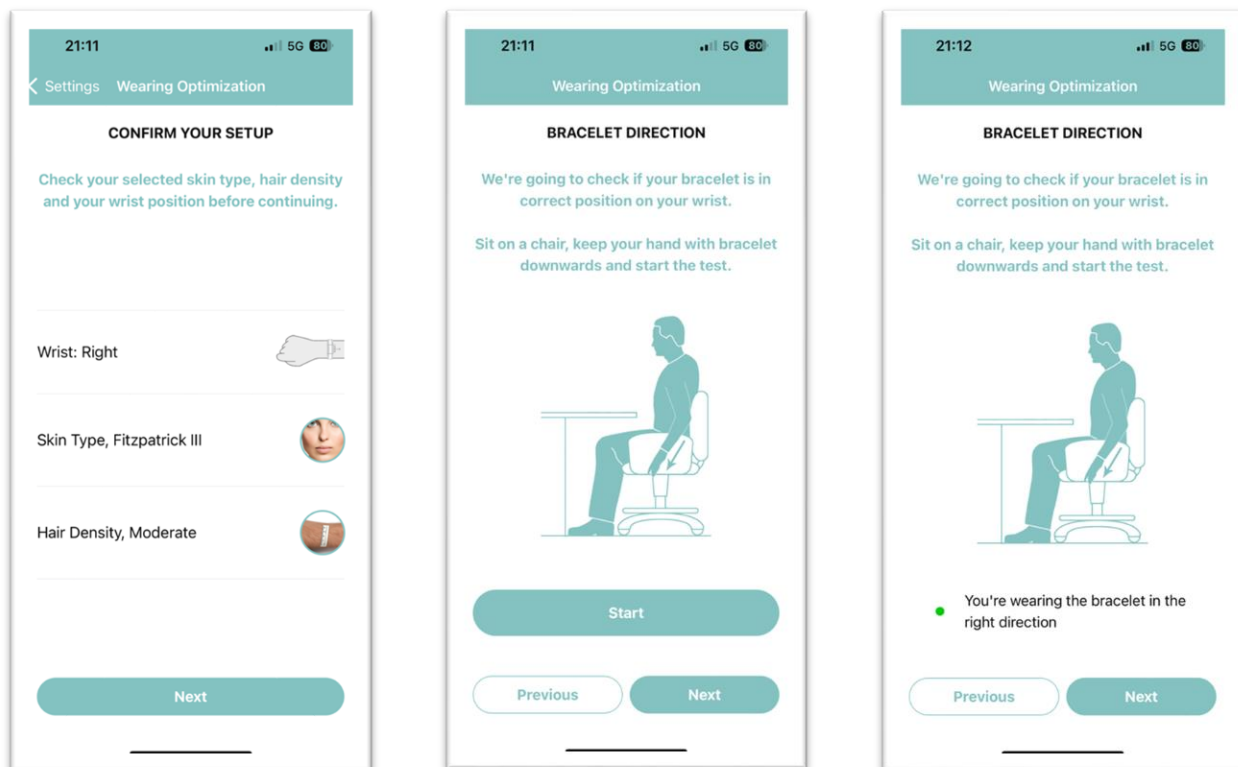 21:11
5G 80
Settings Wearing Optimization
CONFIRM YOUR SETUP
Check your selected skin type, hair density
and your wrist position before continuing.
Wrist: Right
Skin Type, Fitzpatrick III
Hair Density, Moderate
Next
21:11
5G 80
Wearing Optimization
BRACELET DIRECTION
We're going to check if your bracelet is in
correct position on your wrist.
Sit on a chair, keep your hand with bracelet
downwards and start the test.
Start
Previous
Next
21:12
5G 80
Wearing Optimization
BRACELET DIRECTION
We're going to check if your bracelet is in
correct position on your wrist.
Sit on a chair, keep your hand with bracelet
downwards and start the test.
You're wearing the bracelet in the
right direction
Previous
Next